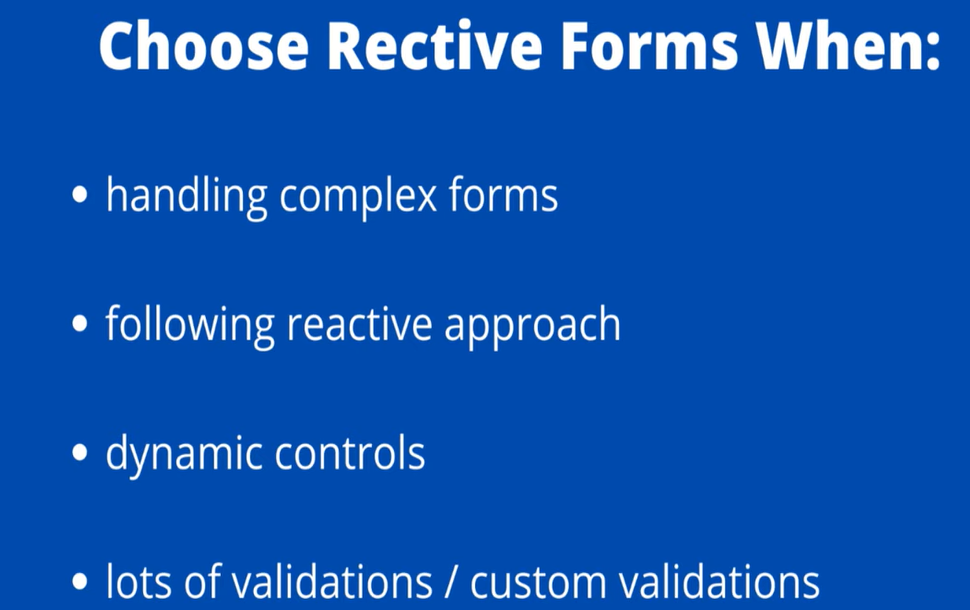 Choose Rective Forms When:
• handling complex forms
• following reactive approach
• dynamic controls
• lots of validations / custom validations